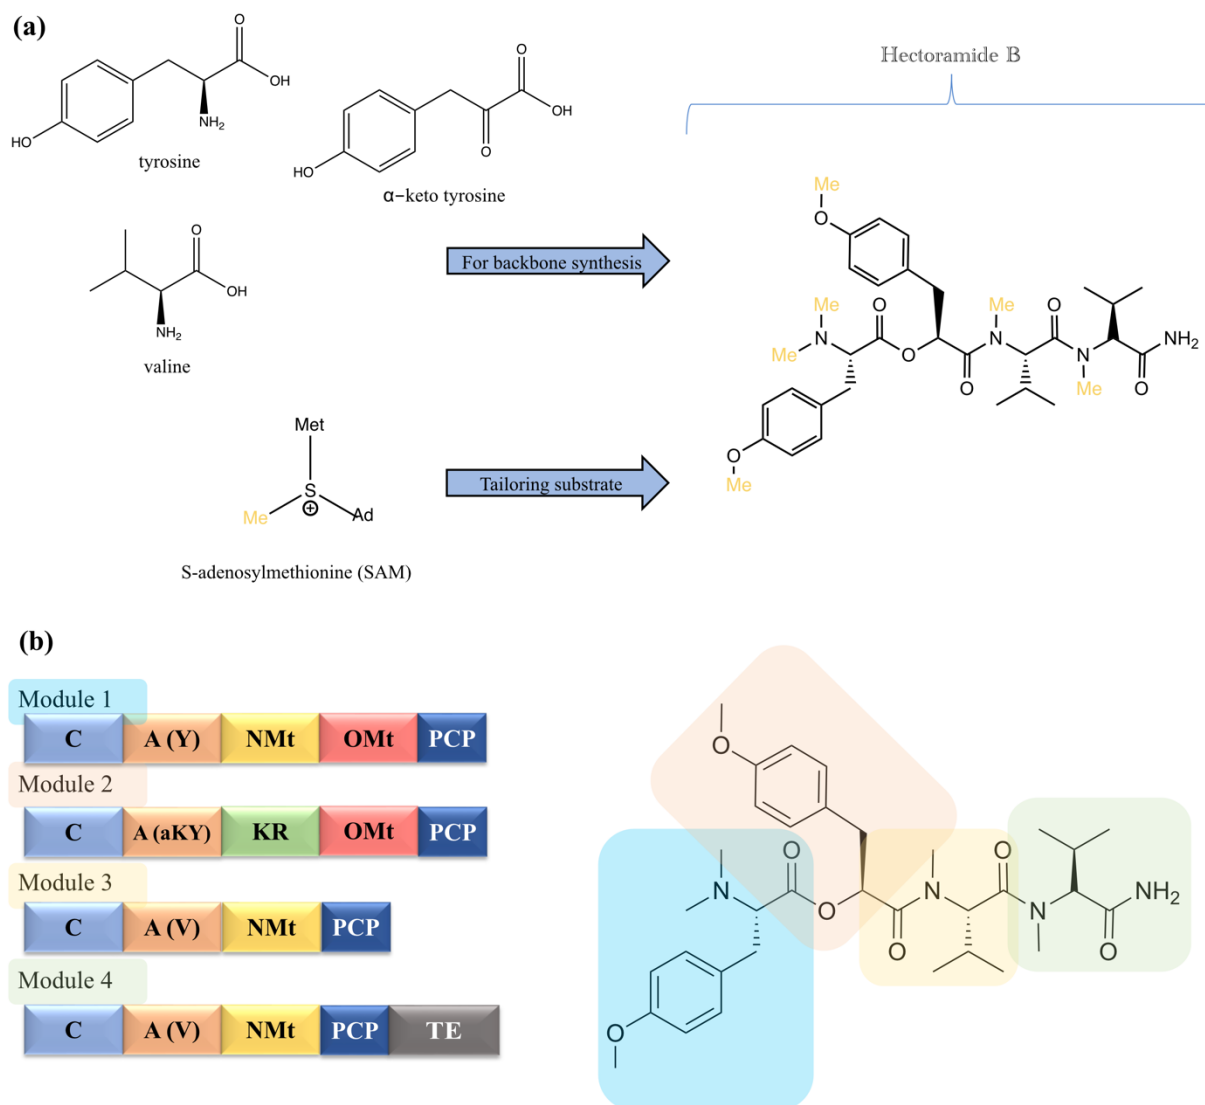 (a)
O
OH
NH2
HO
tyrosine
O
OH
O
HO
α-keto tyrosine
O
OH
NH2
valine
Hectoramide B
For backbone synthesis
Met
S
+
Me
Ad
S-adenosylmethionine (SAM)
Tailoring substrate
Me
O
Me
O
Me
O
N
O
N
N
NH2
Me
O
Me
O
O
Me
(b)
Module 1
C A (Y) NMt OMt PCP
Module 2
C A (aKY) KR OMt PCP
Module 3
C A (V) NMt PCP
Module 4
C A (V) NMt PCP TE
O
O
O
N
O
N
N
NH2
O
O
O